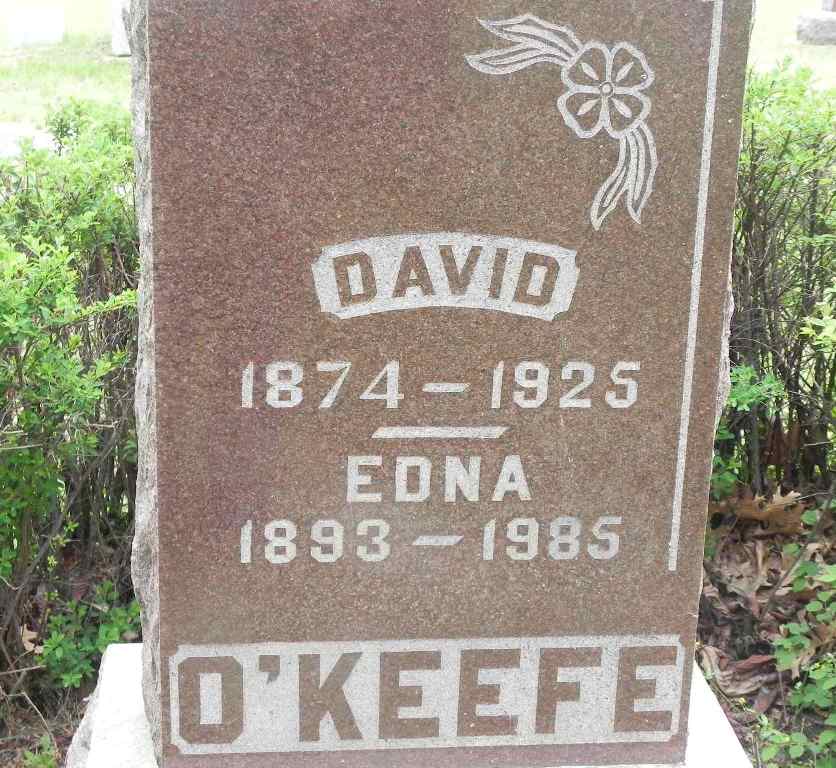 DAVID
1874 - 1925
EDNA
1893 - 1985
O'KEEFE